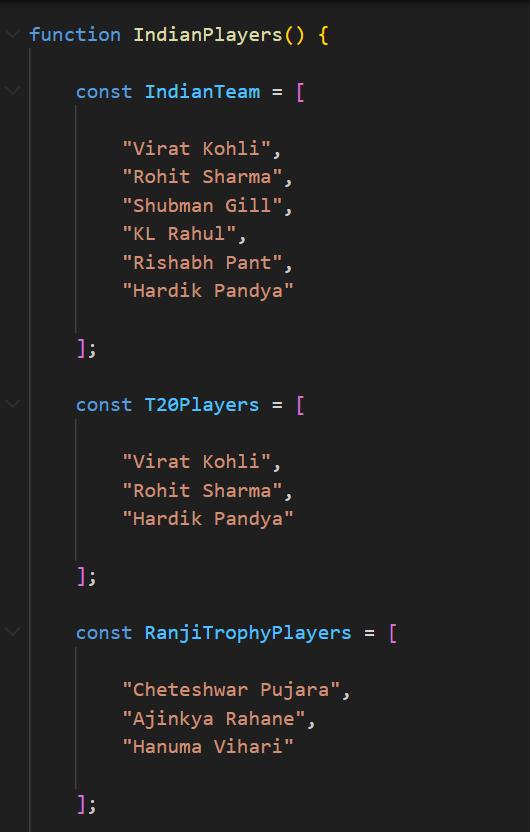 function IndianPlayers() {
const IndianTeam = [
"Virat Kohli",
"Rohit Sharma",
"Shubman Gill",
"KL Rahul",
"Rishabh Pant",
"Hardik Pandya"
];
const T20Players = [
"Virat Kohli",
"Rohit Sharma",
"Hardik Pandya"
];
const RanjiTrophyPlayers = [
"Cheteshwar Pujara",
"Ajinkya Rahane",
"Hanuma Vihari"
];